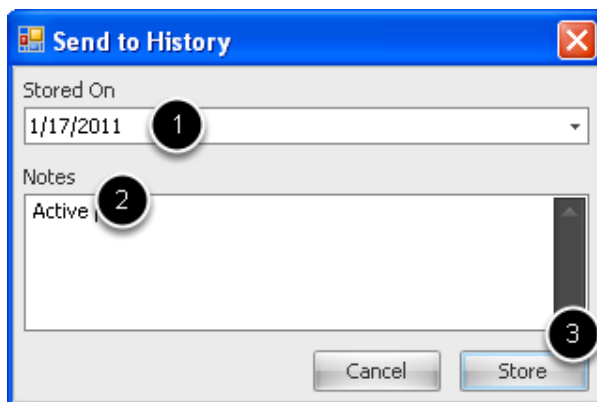 Send to History
Stored On
1/17/2011
1
Notes
2
Active
3
Cancel
Store